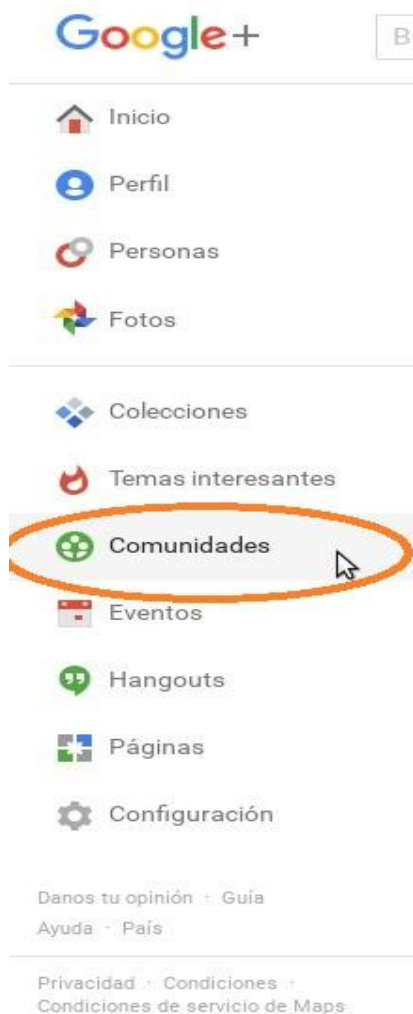 Google+
B
Inicio
Perfil
Personas
Fotos
Colecciones
Temas interesantes
Comunidades
Eventos
Hangouts
Páginas
Configuración
Danos tu opinión · Guía
Ayuda · País
Privacidad · Condiciones ·
Condiciones de servicio de Maps